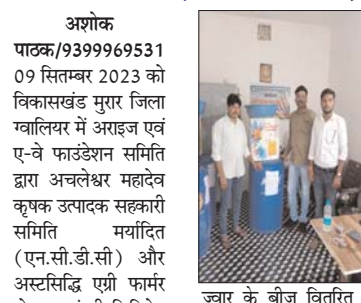 अशोक
पाठक/9399969531
09 सितम्बर 2023 को
विकासखंड मुरार जिला
ग्वालियर में अराइज एवं
ए-वे फाउंडेशन समिति
द्वारा अचलेश्वर महादेव
कृषक उत्पादक सहकारी
समिति मर्यादित
(एन.सी.डी.सी) और
अस्टसिद्धि एग्री फार्मर
ज्वार के बीज वितरित